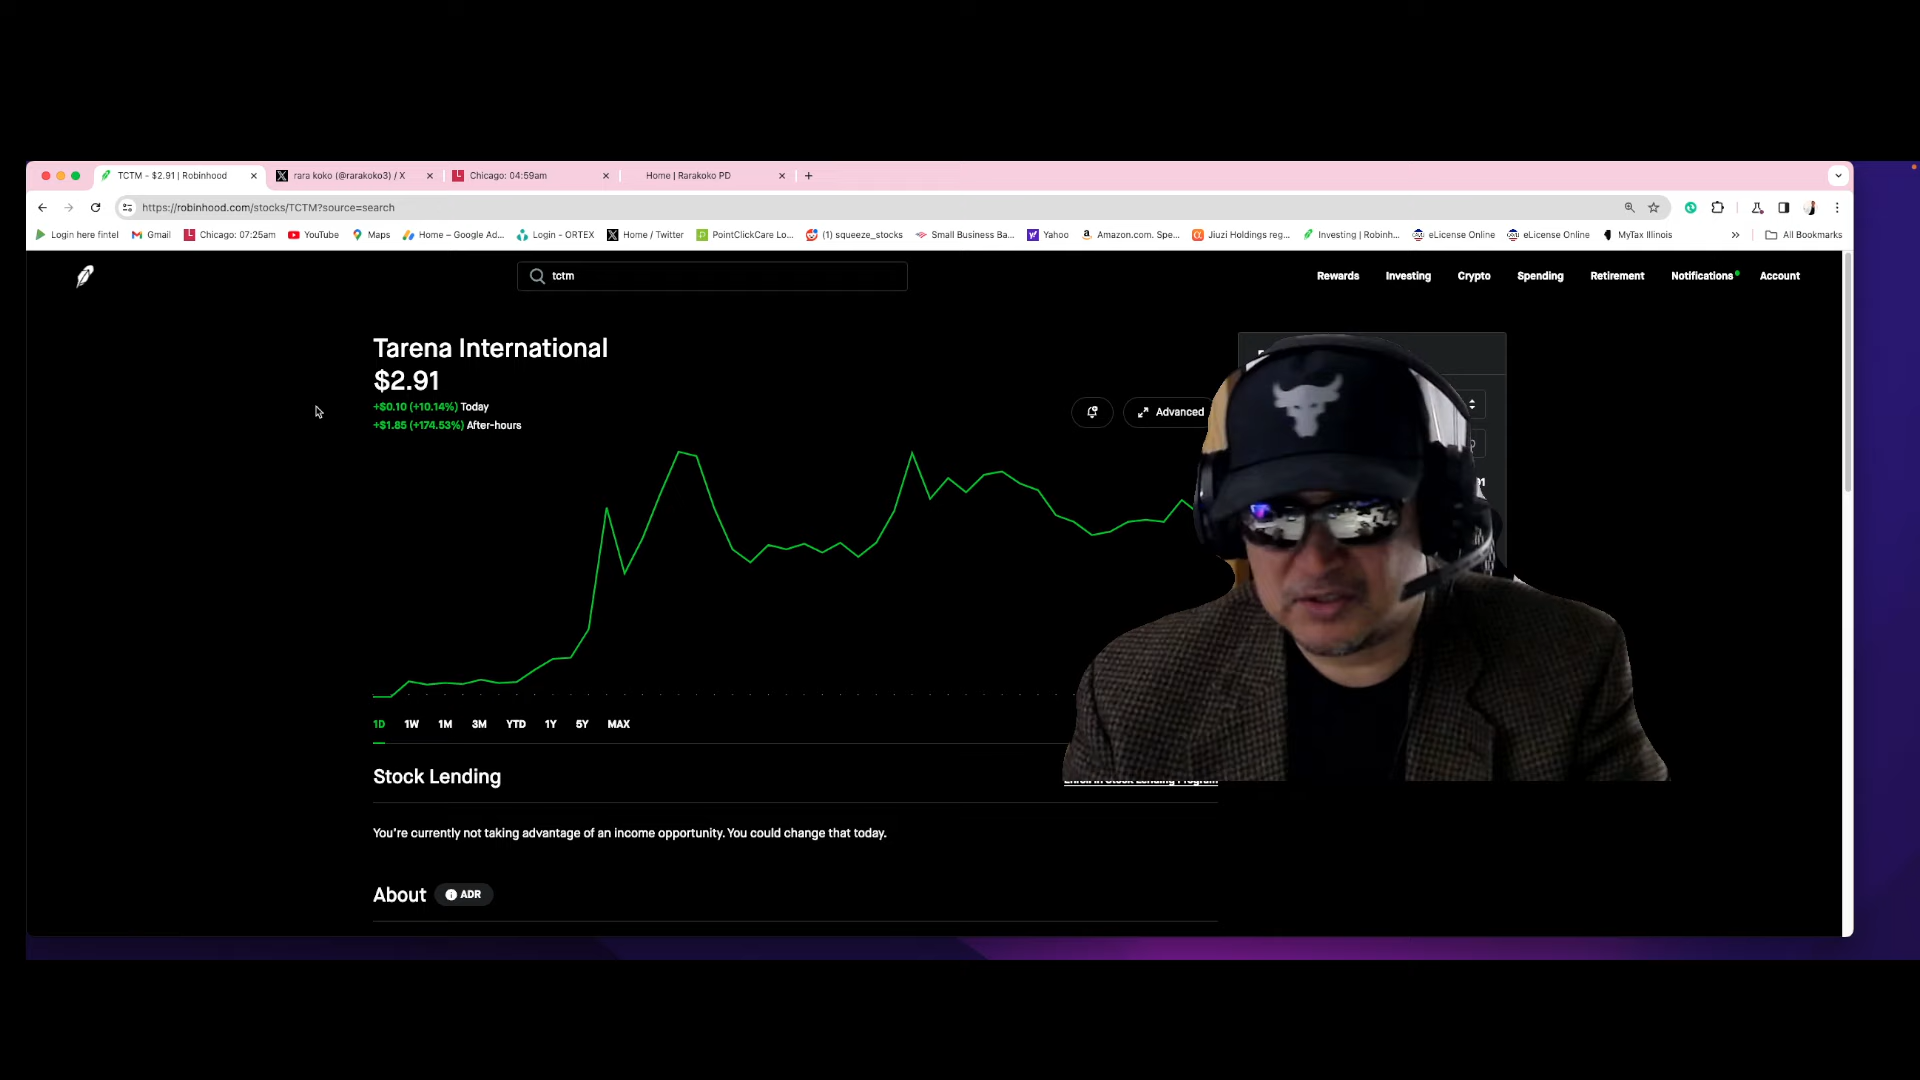 TCTM - $2.91 | Robinhood
rara koko (@rarakoko3) / X
Chicago: 04:59am
Home | Rarakoko PD
https://robinhood.com/stocks/TCTM?source=search
Login here fintel
Gmail
Chicago: 07:25am
YouTube
Maps
Home – Google Ad...
Login - ORTEX
Home / Twitter
PointClickCare Lo...
(1) squeeze_stocks
Small Business Ba...
Yahoo
Amazon.com. Spe...
Jiuzi Holdings reg...
Investing | Robinh...
eLicense Online
eLicense Online
MyTax Illinois
All Bookmarks
tctm
Rewards
Investing
Crypto
Spending
Retirement
Notifications
Account
Tarena International
$2.91
+$0.10 (+10.14%) Today
+$1.85 (+174.53%) After-hours
Advanced
1D 1W 1M 3M YTD 1Y 5Y MAX
Stock Lending
Enroll in Stock Lending Program
You're currently not taking advantage of an income opportunity. You could change that today.
About
ADR